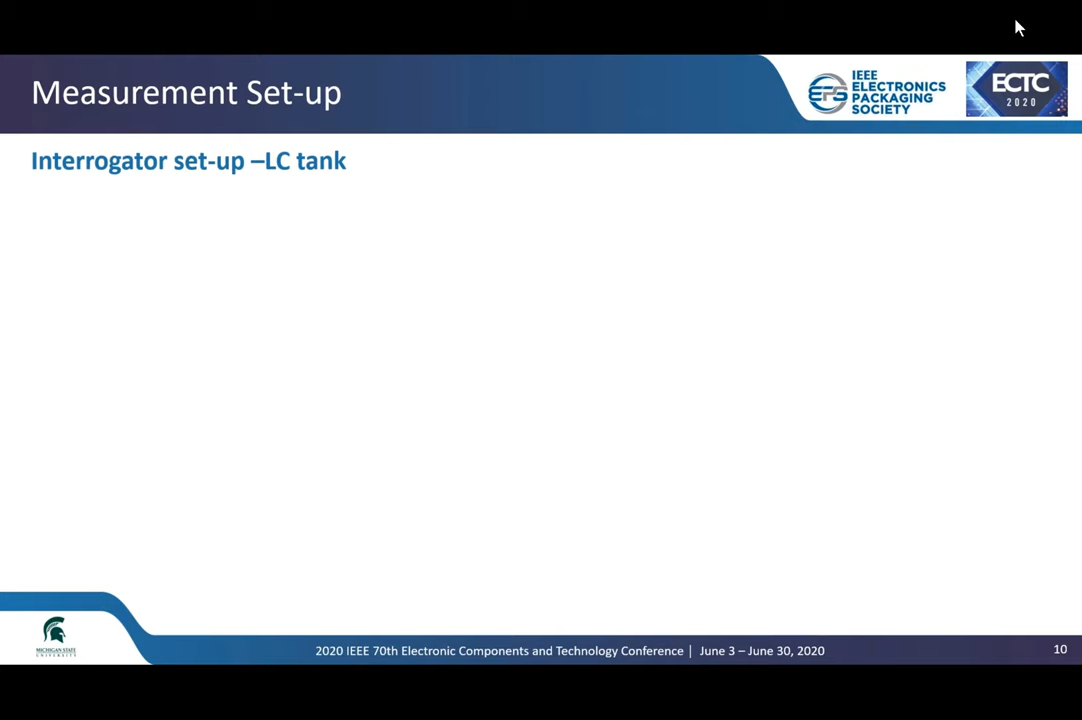 Measurement Set-up
IEEE
ELECTRONICS
PACKAGING
SOCIETY
EPS
ECTC
2020
Interrogator set-up –LC tank
MICHIGAN STATE
UNIVERSITY
2020 IEEE 70th Electronic Components and Technology Conference | June 3 – June 30, 2020
10